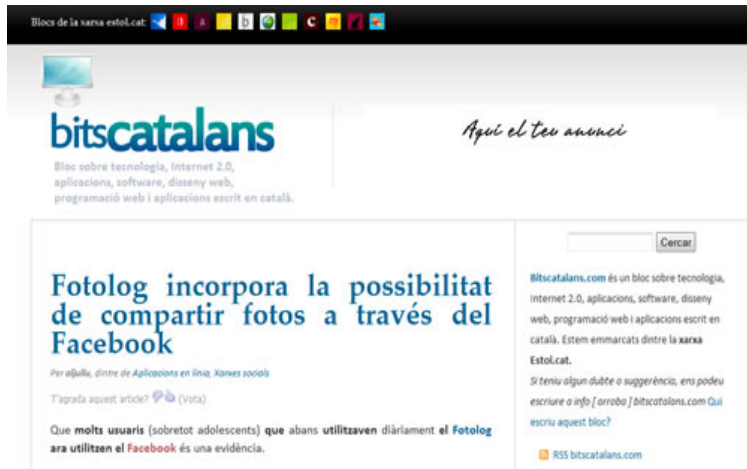 Blocs de la xarxa estol.cat:
bitscatalans
Bloc sobre tecnologia, Internet 2.0,
aplicacions, software, disseny web,
programació web i aplicacions escrit en català.
Aquí el teu anunci
Fotolog incorpora la possibilitat
de compartir fotos a través del
Facebook
Per aljullu, dintre de Aplicacions en línia, Xarxes socials
T'agrada aquest article? (Vota)
Que molts usuaris (sobretot adolescents) que abans utilitzaven diàriament el Fotolog
ara utilitzen el Facebook és una evidència.
Cercar
Bitscatalans.com és un bloc sobre tecnologia,
Internet 2.0, aplicacions, software, disseny
web, programació web i aplicacions escrit en
català. Estem emmarcats dintre la xarxa
Estol.cat.
Si teniu algun dubte o suggerència, ens podeu
escriure a info [ arroba ] bitscatalans.com Qui
escriu aquest bloc?
RSS bitscatalans.com